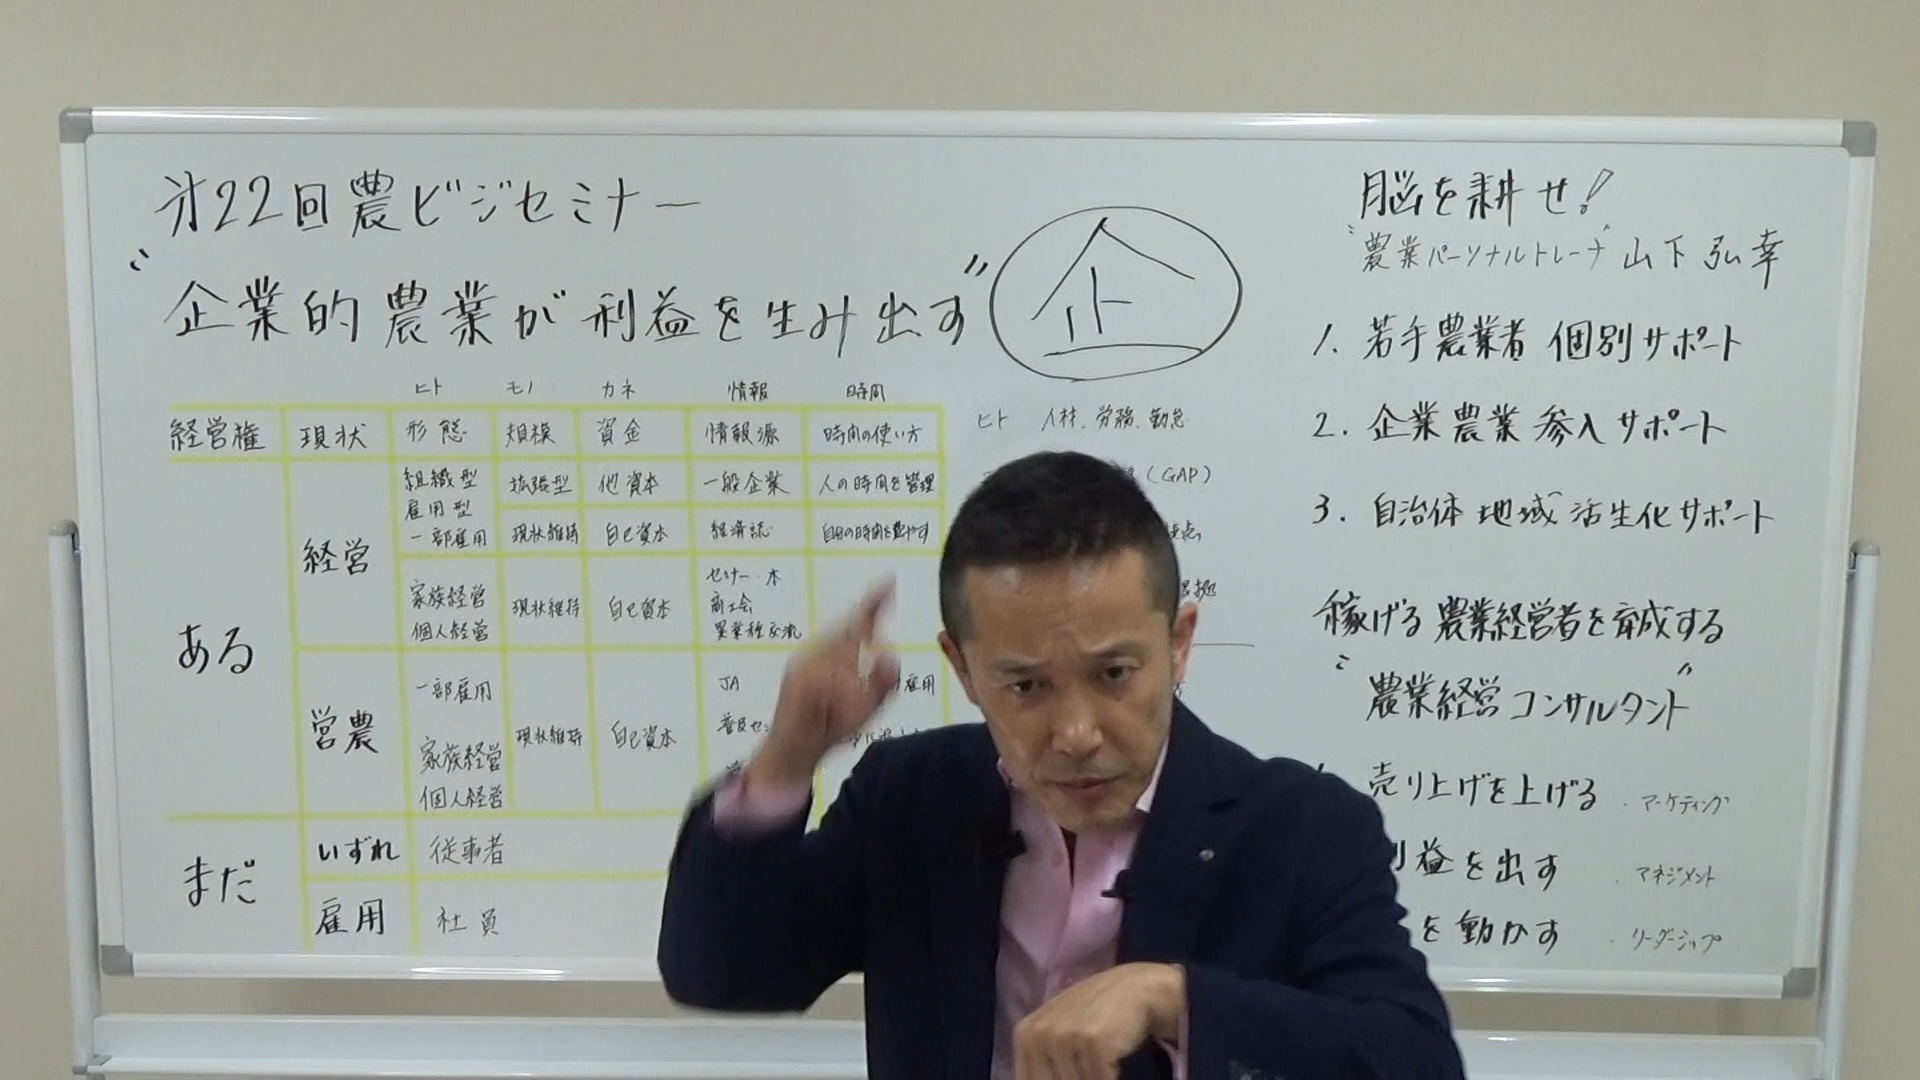 第22回農ビジセミナー
"企業的農業が利益を生み出す"
企
ヒト モノ カネ 情報 時間
経営権 現状 形態 規模 資金 情報源 時間の使い方
ある
経営
組織型 拡張型 他資本 一般企業 人の時間を管理
雇用型
一部雇用 現状維持 自己資本 経済誌 自分の時間を費やす
家族経営 現状維持 自己資本 セミナー 本
個人経営 商工会
異業種交流
営農
一部雇用 現状維持 自己資本 JA 雇用
家族経営 普及セ
個人経営
まだ
いずれ 従事者
雇用 社員
ヒト 人材、労務、勤怠
(GAP)
脳を耕せ!
"農業パーソナルトレーナ" 山下弘幸
1. 若手農業者 個別サポート
2. 企業農業 参入サポート
3. 自治体 地域活性化サポート
稼げる農業経営者を育成する
"農業経営コンサルタント"
売り上げを上げる ・マーケティング
利益を出す ・マネジメント
を動かす ・リーダーシップ